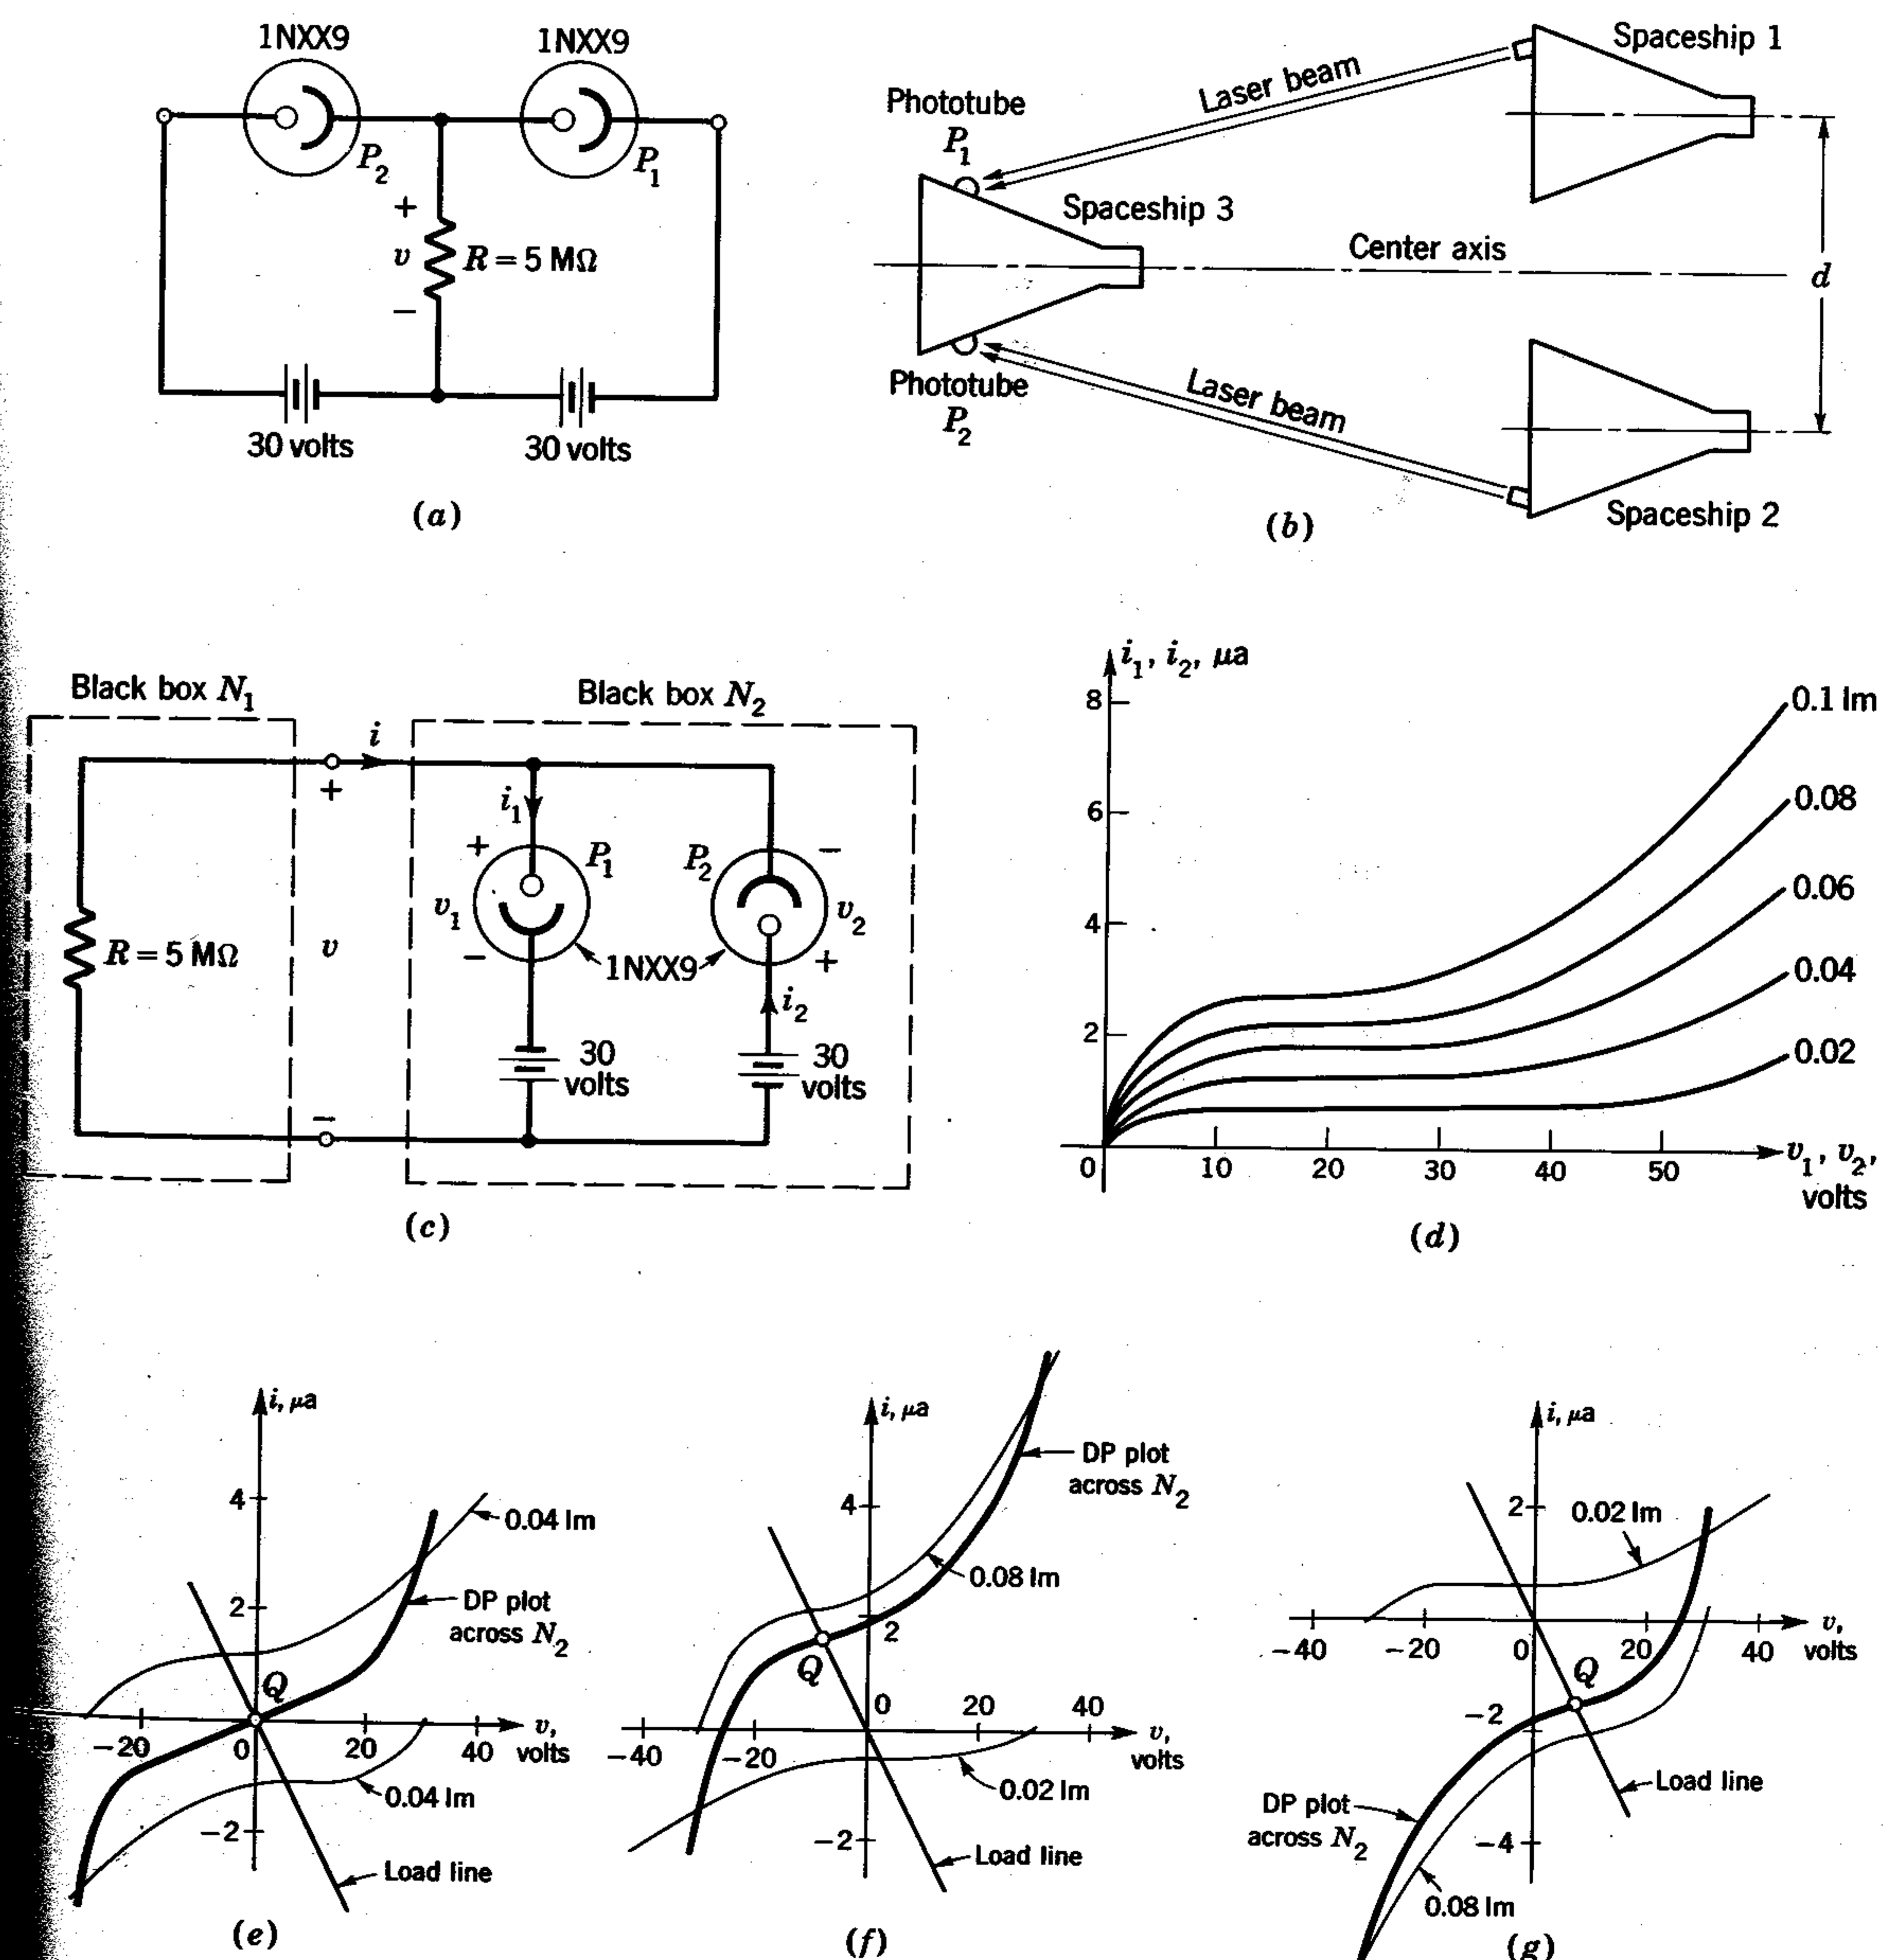 1NXX9 1NXX9
P2 P1
+
v R = 5 MΩ
−
30 volts 30 volts
(a)
Spaceship 1
Laser beam
Phototube
P1
Spaceship 3
Center axis
d
Phototube
P2
Laser beam
Spaceship 2
(b)
Black box N1 Black box N2
i
+
i1
+ P1 P2 −
v1 v2
R = 5 MΩ v
− 1NXX9 +
i2
30 volts 30 volts
−
(c)
i1, i2, μa
8 0.1 lm
0.08
6
0.06
4
0.04
2
0.02
0 10 20 30 40 50 v1, v2,
volts
(d)
i, μa
4 0.04 lm
2 DP plot
across N2
Q
−20 0 20 40 v,
volts
0.04 lm
−2
Load line
(e)
i, μa
DP plot
across N2
4
0.08 lm
2
Q
0 20 40
−40 −20 v,
volts
0.02 lm
−2
Load line
(f)
i, μa
2 0.02 lm
−40 −20 0 20 40 v,
volts
Q
−2
Load line
DP plot
across N2
−4
0.08 lm
(g)